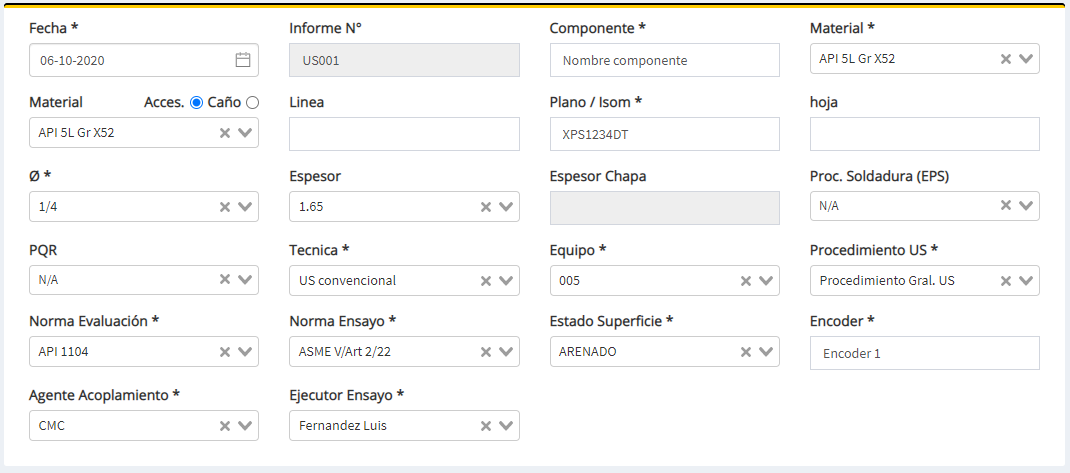 Fecha * Informe N° Componente * Material *
06-10-2020 US001 Nombre componente API 5L Gr X52
Material Acces. Caño Linea Plano / Isom * hoja
API 5L Gr X52 XPS1234DT
Ø * Espesor Espesor Chapa Proc. Soldadura (EPS)
1/4 1.65 N/A
PQR Tecnica * Equipo * Procedimiento US *
N/A US convencional 005 Procedimiento Gral. US
Norma Evaluación * Norma Ensayo * Estado Superficie * Encoder *
API 1104 ASME V/Art 2/22 ARENADO Encoder 1
Agente Acoplamiento * Ejecutor Ensayo *
CMC Fernandez Luis